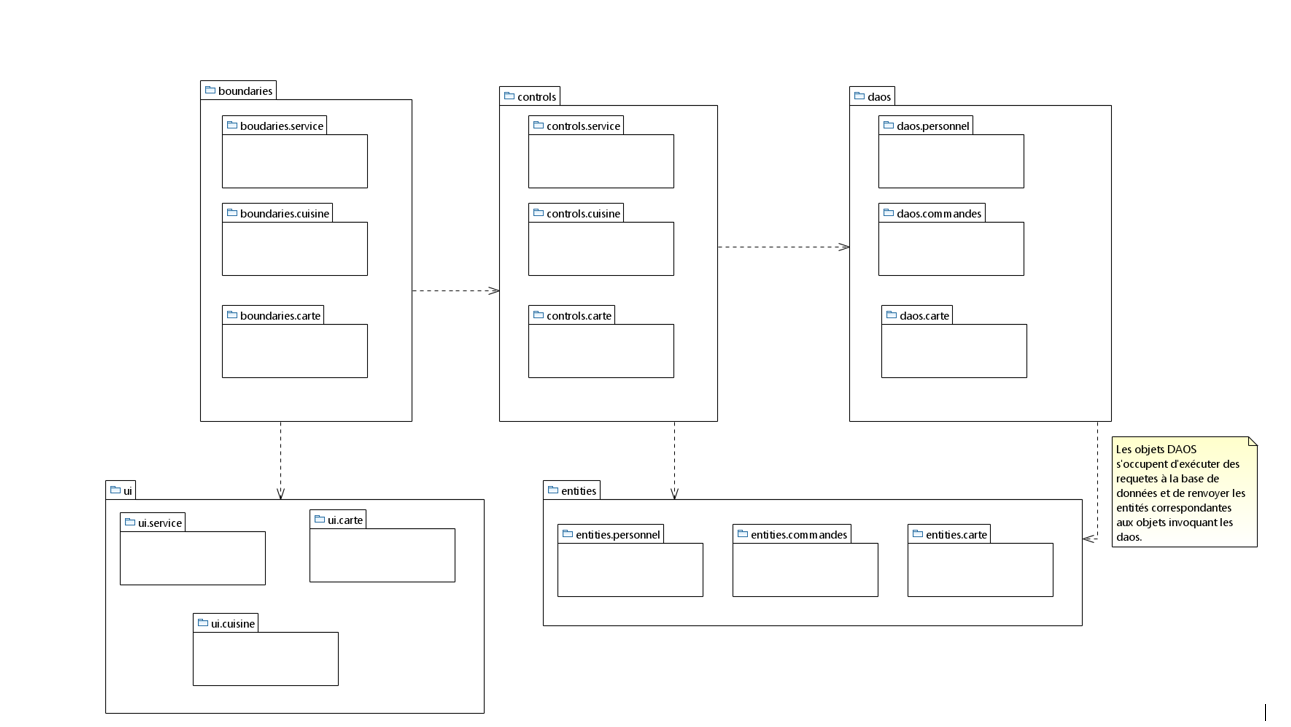 boundaries
boudaries.service
boundaries.cuisine
boundaries.carte
controls
controls.service
controls.cuisine
controls.carte
daos
daos.personnel
daos.commandes
daos.carte
ui
ui.service
ui.carte
ui.cuisine
entities
entities.personnel
entities.commandes
entities.carte
Les objets DAOS
s'occupent d'exécuter des
requetes à la base de
données et de renvoyer les
entités correspondantes
aux objets invoquant les
daos.